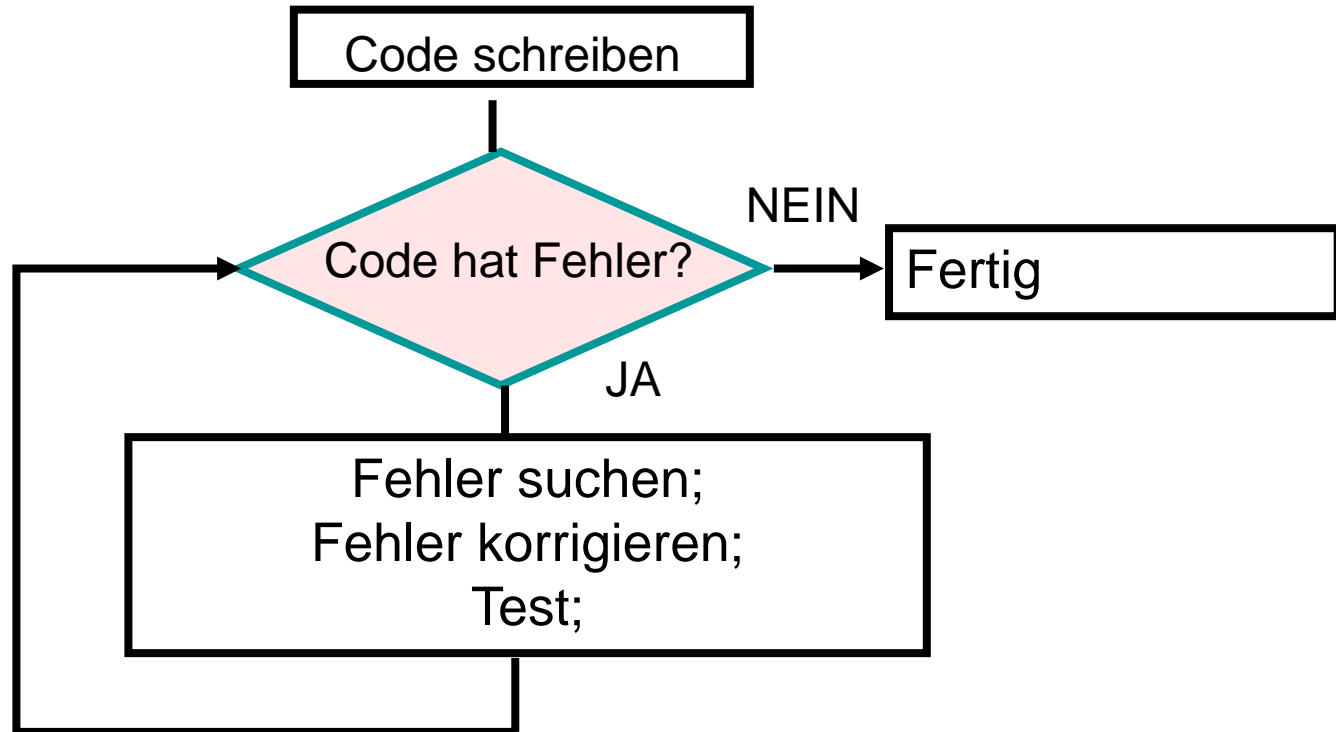 Code schreiben
NEIN
Code hat Fehler?
Fertig
JA
Fehler suchen;
Fehler korrigieren;
Test;